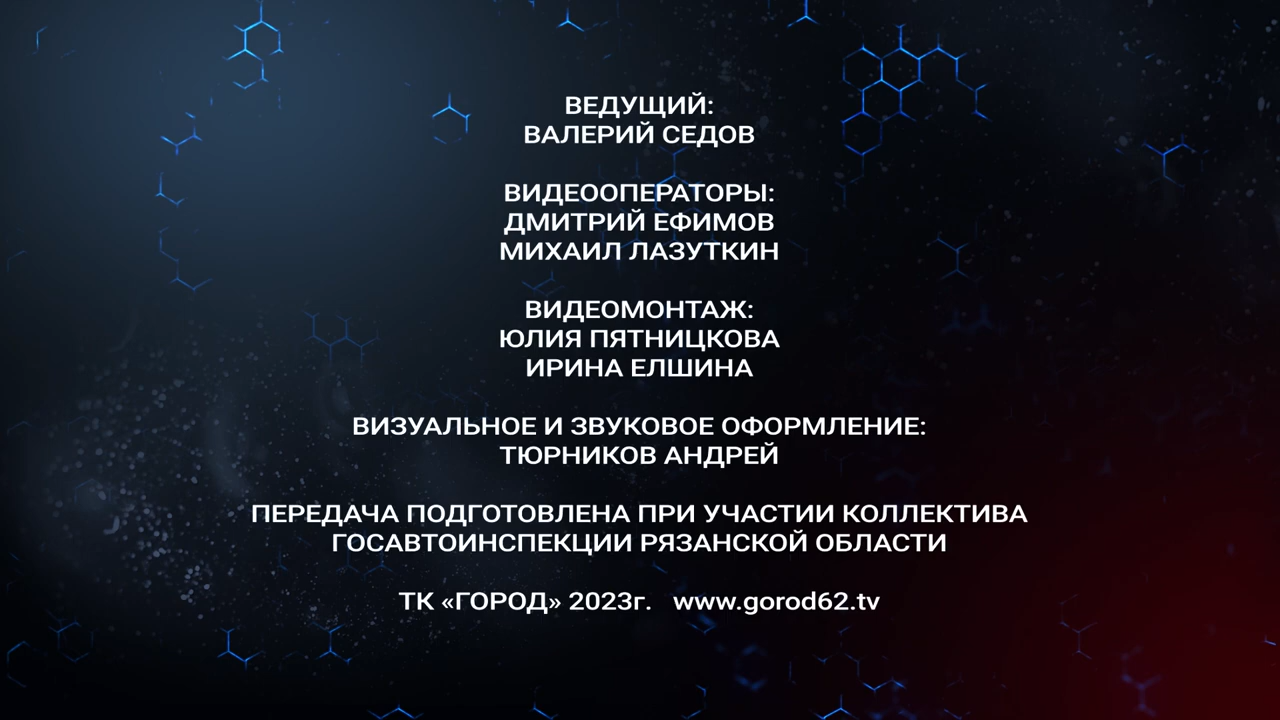 ВЕДУЩИЙ:
ВАЛЕРИЙ СЕДОВ
ВИДЕООПЕРАТОРЫ:
ДМИТРИЙ ЕФИМОВ
МИХАИЛ ЛАЗУТКИН
ВИДЕОМОНТАЖ:
ЮЛИЯ ПЯТНИЦКОВА
ИРИНА ЕЛШИНА
ВИЗУАЛЬНОЕ И ЗВУКОВОЕ ОФОРМЛЕНИЕ:
ТЮРНИКОВ АНДРЕЙ
ПЕРЕДАЧА ПОДГОТОВЛЕНА ПРИ УЧАСТИИ КОЛЛЕКТИВА
ГОСАВТОИНСПЕКЦИИ РЯЗАНСКОЙ ОБЛАСТИ
ТК «ГОРОД» 2023г. www.gorod62.tv